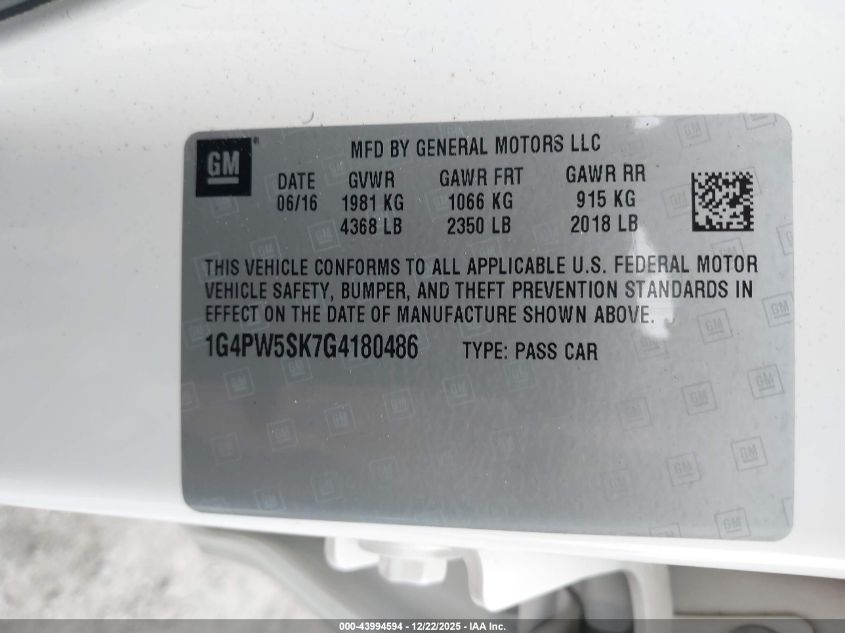 GM
MFD BY GENERAL MOTORS LLC
DATE GVWR GAWR FRT GAWR RR
06/16 1981 KG 1066 KG 915 KG
4368 LB 2350 LB 2018 LB
THIS VEHICLE CONFORMS TO ALL APPLICABLE U.S. FEDERAL MOTOR
VEHICLE SAFETY, BUMPER, AND THEFT PREVENTION STANDARDS IN
EFFECT ON THE DATE OF MANUFACTURE SHOWN ABOVE.
1G4PW5SK7G4180486 TYPE: PASS CAR
000-43994594 - 12/22/2025 - IAA Inc.